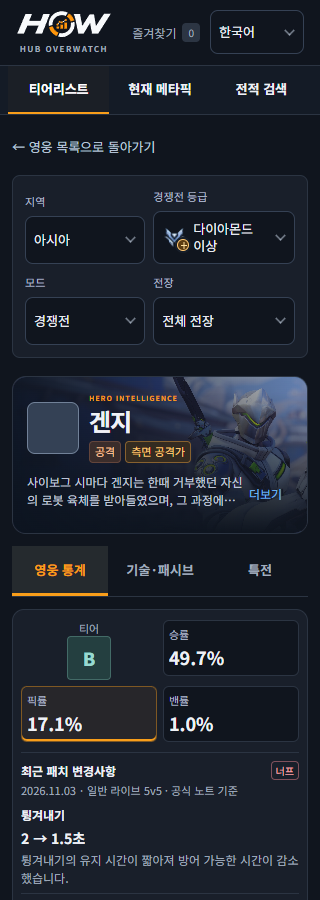 HOW
HUB OVERWATCH
즐겨찾기 0
한국어
티어리스트 현재 메타픽 전적 검색
← 영웅 목록으로 돌아가기
지역
경쟁전 등급
아시아
다이아몬드
이상
모드
전장
경쟁전
전체 전장
HERO INTELLIGENCE
겐지
공격 측면 공격가
사이보그 시마다 겐지는 한때 거부했던 자신
의 로봇 육체를 받아들였으며, 그 과정에…
더보기
영웅 통계 기술·패시브 특전
티어
B
승률
49.7%
픽률
17.1%
밴률
1.0%
최근 패치 변경사항 너프
2026.11.03 · 일반 라이브 5v5 · 공식 노트 기준
튕겨내기
2 → 1.5초
튕겨내기의 유지 시간이 짧아져 방어 가능한 시간이 감소
했습니다.